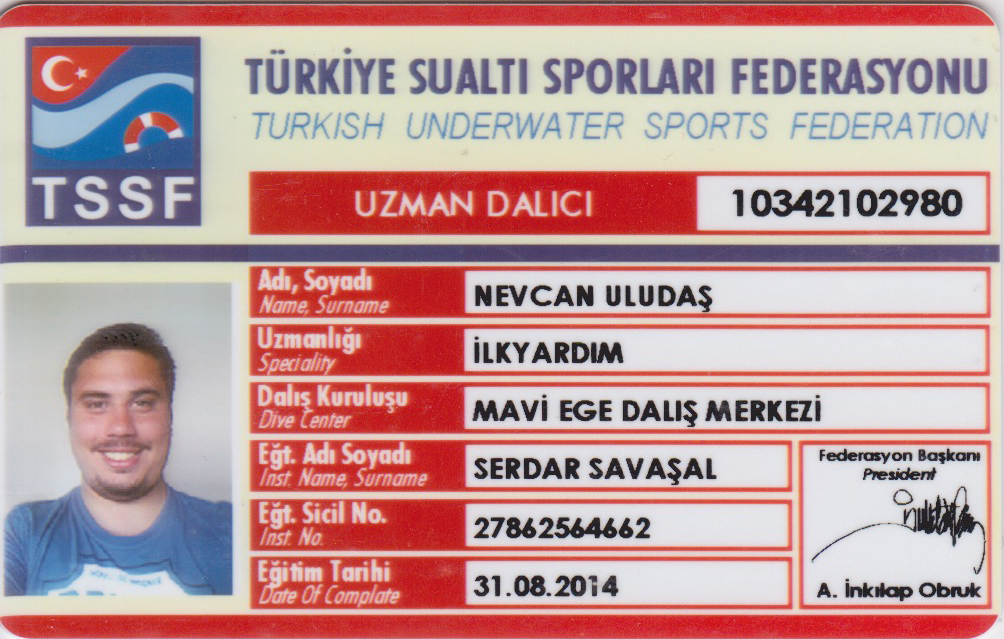 TSSF
TÜRKİYE SUALTI SPORLARI FEDERASYONU
TURKISH UNDERWATER SPORTS FEDERATION
UZMAN DALICI 10342102980
Adı, Soyadı
Name, Surname
NEVCAN ULUDAŞ
Uzmanlığı
Speciality
İLKYARDIM
Dalış Kuruluşu
Dive Center
MAVİ EGE DALIŞ MERKEZİ
Eğt. Adı Soyadı
Inst. Name, Surname
SERDAR SAVAŞAL
Eğt. Sicil No.
Inst. No.
27862564662
Eğitim Tarihi
Date Of Complate
31.08.2014
Federasyon Başkanı
President
A. İnkılap Obruk